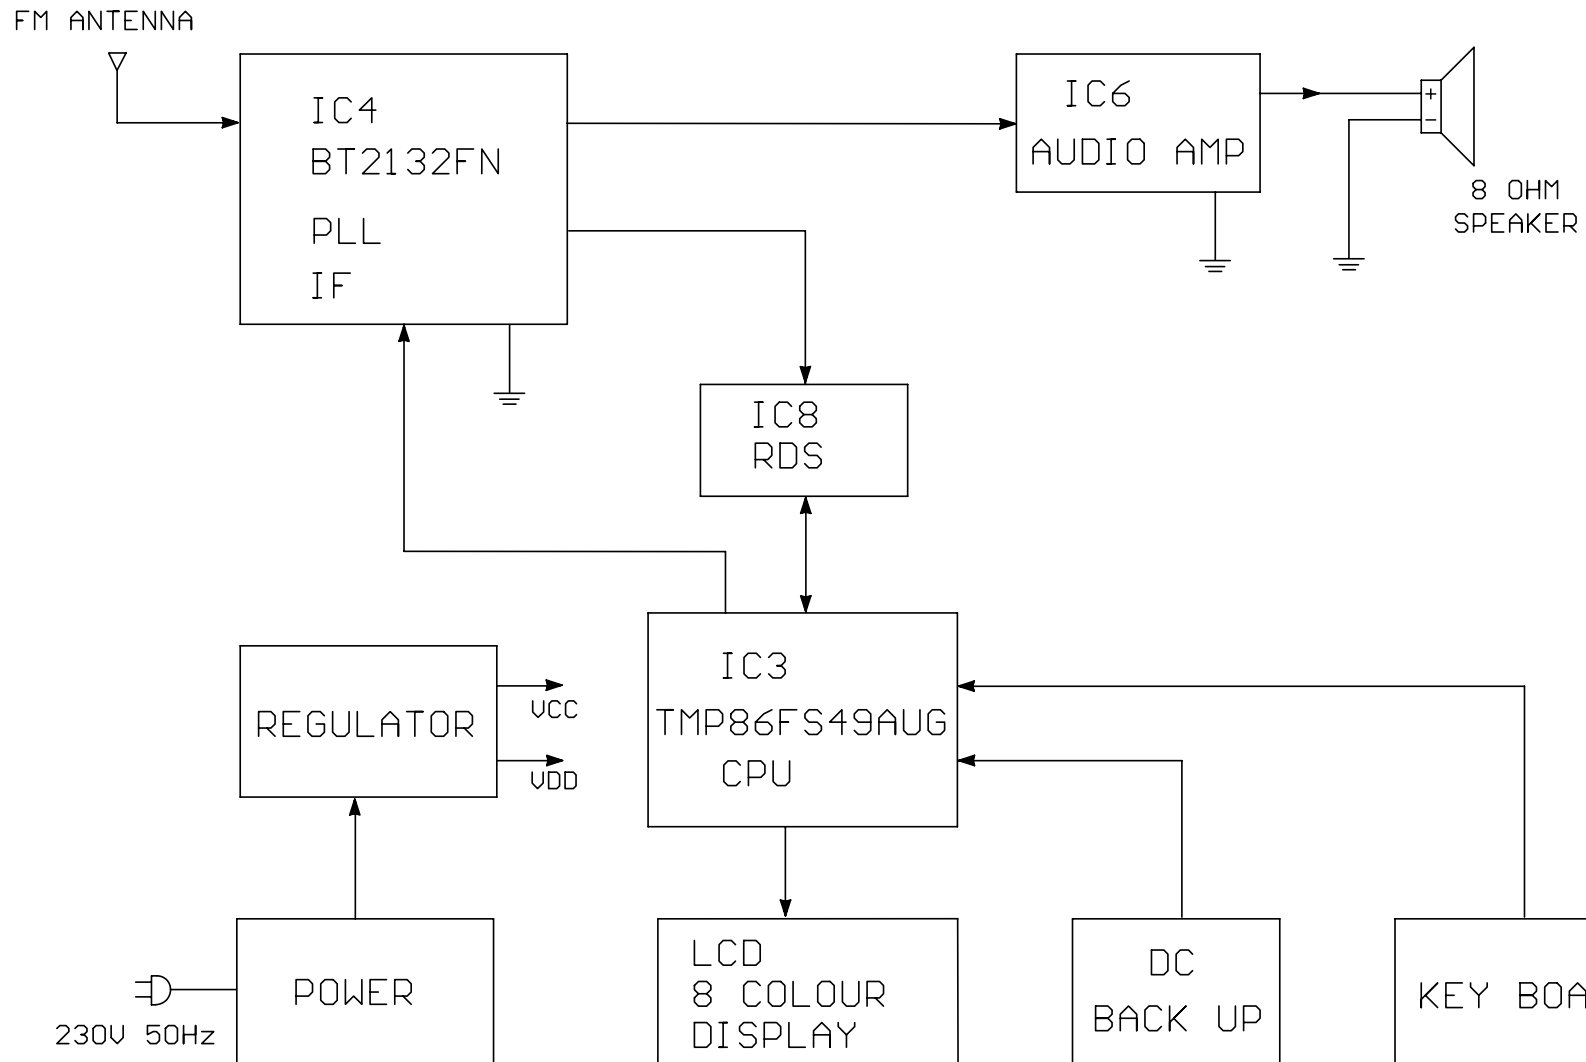 FM ANTENNA
IC4
BT2132FN
PLL
IF
IC6
AUDIO AMP
+
-
8 OHM
SPEAKER
IC8
RDS
REGULATOR
VCC
VDD
IC3
TMP86FS49AUG
CPU
POWER
230V 50Hz
LCD
8 COLOUR
DISPLAY
DC
BACK UP
KEY BOA